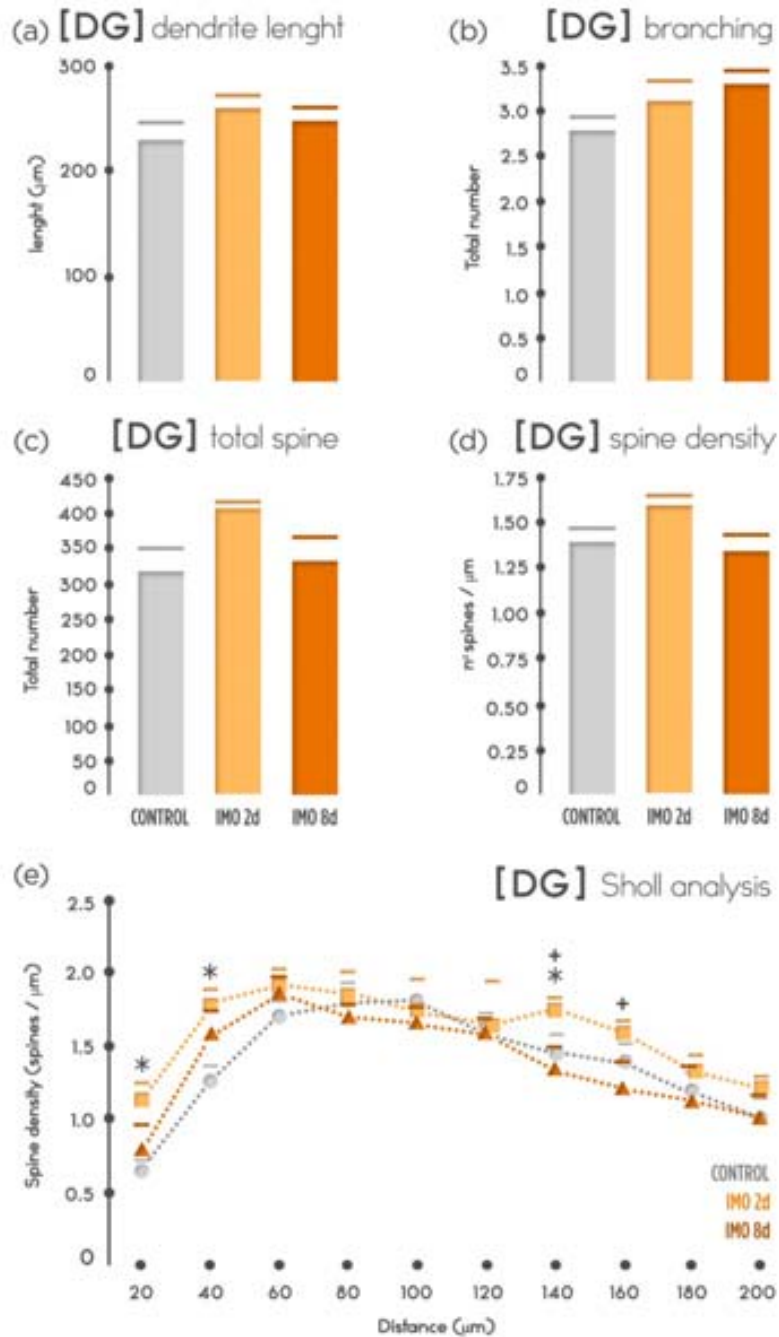 (a) [DG] dendrite lenght
300
200
100
0
lenght (µm)
(b) [DG] branching
3.5
3.0
2.5
2.0
1.5
1.0
0.5
0
Total number
(c) [DG] total spine
450
400
350
300
250
200
150
100
50
0
Total number
CONTROL IMO 2d IMO 8d
(d) [DG] spine density
1.75
1.50
1.25
1.00
0.75
0.50
0.25
0
nº spines / µm
CONTROL IMO 2d IMO 8d
(e) [DG] Sholl analysis
2.5
2.0
1.5
1.0
0.5
0
Spine density (spines / µm)
*
*
+
*
+
CONTROL
IMO 2d
IMO 8d
20 40 60 80 100 120 140 160 180 200
Distance (µm)